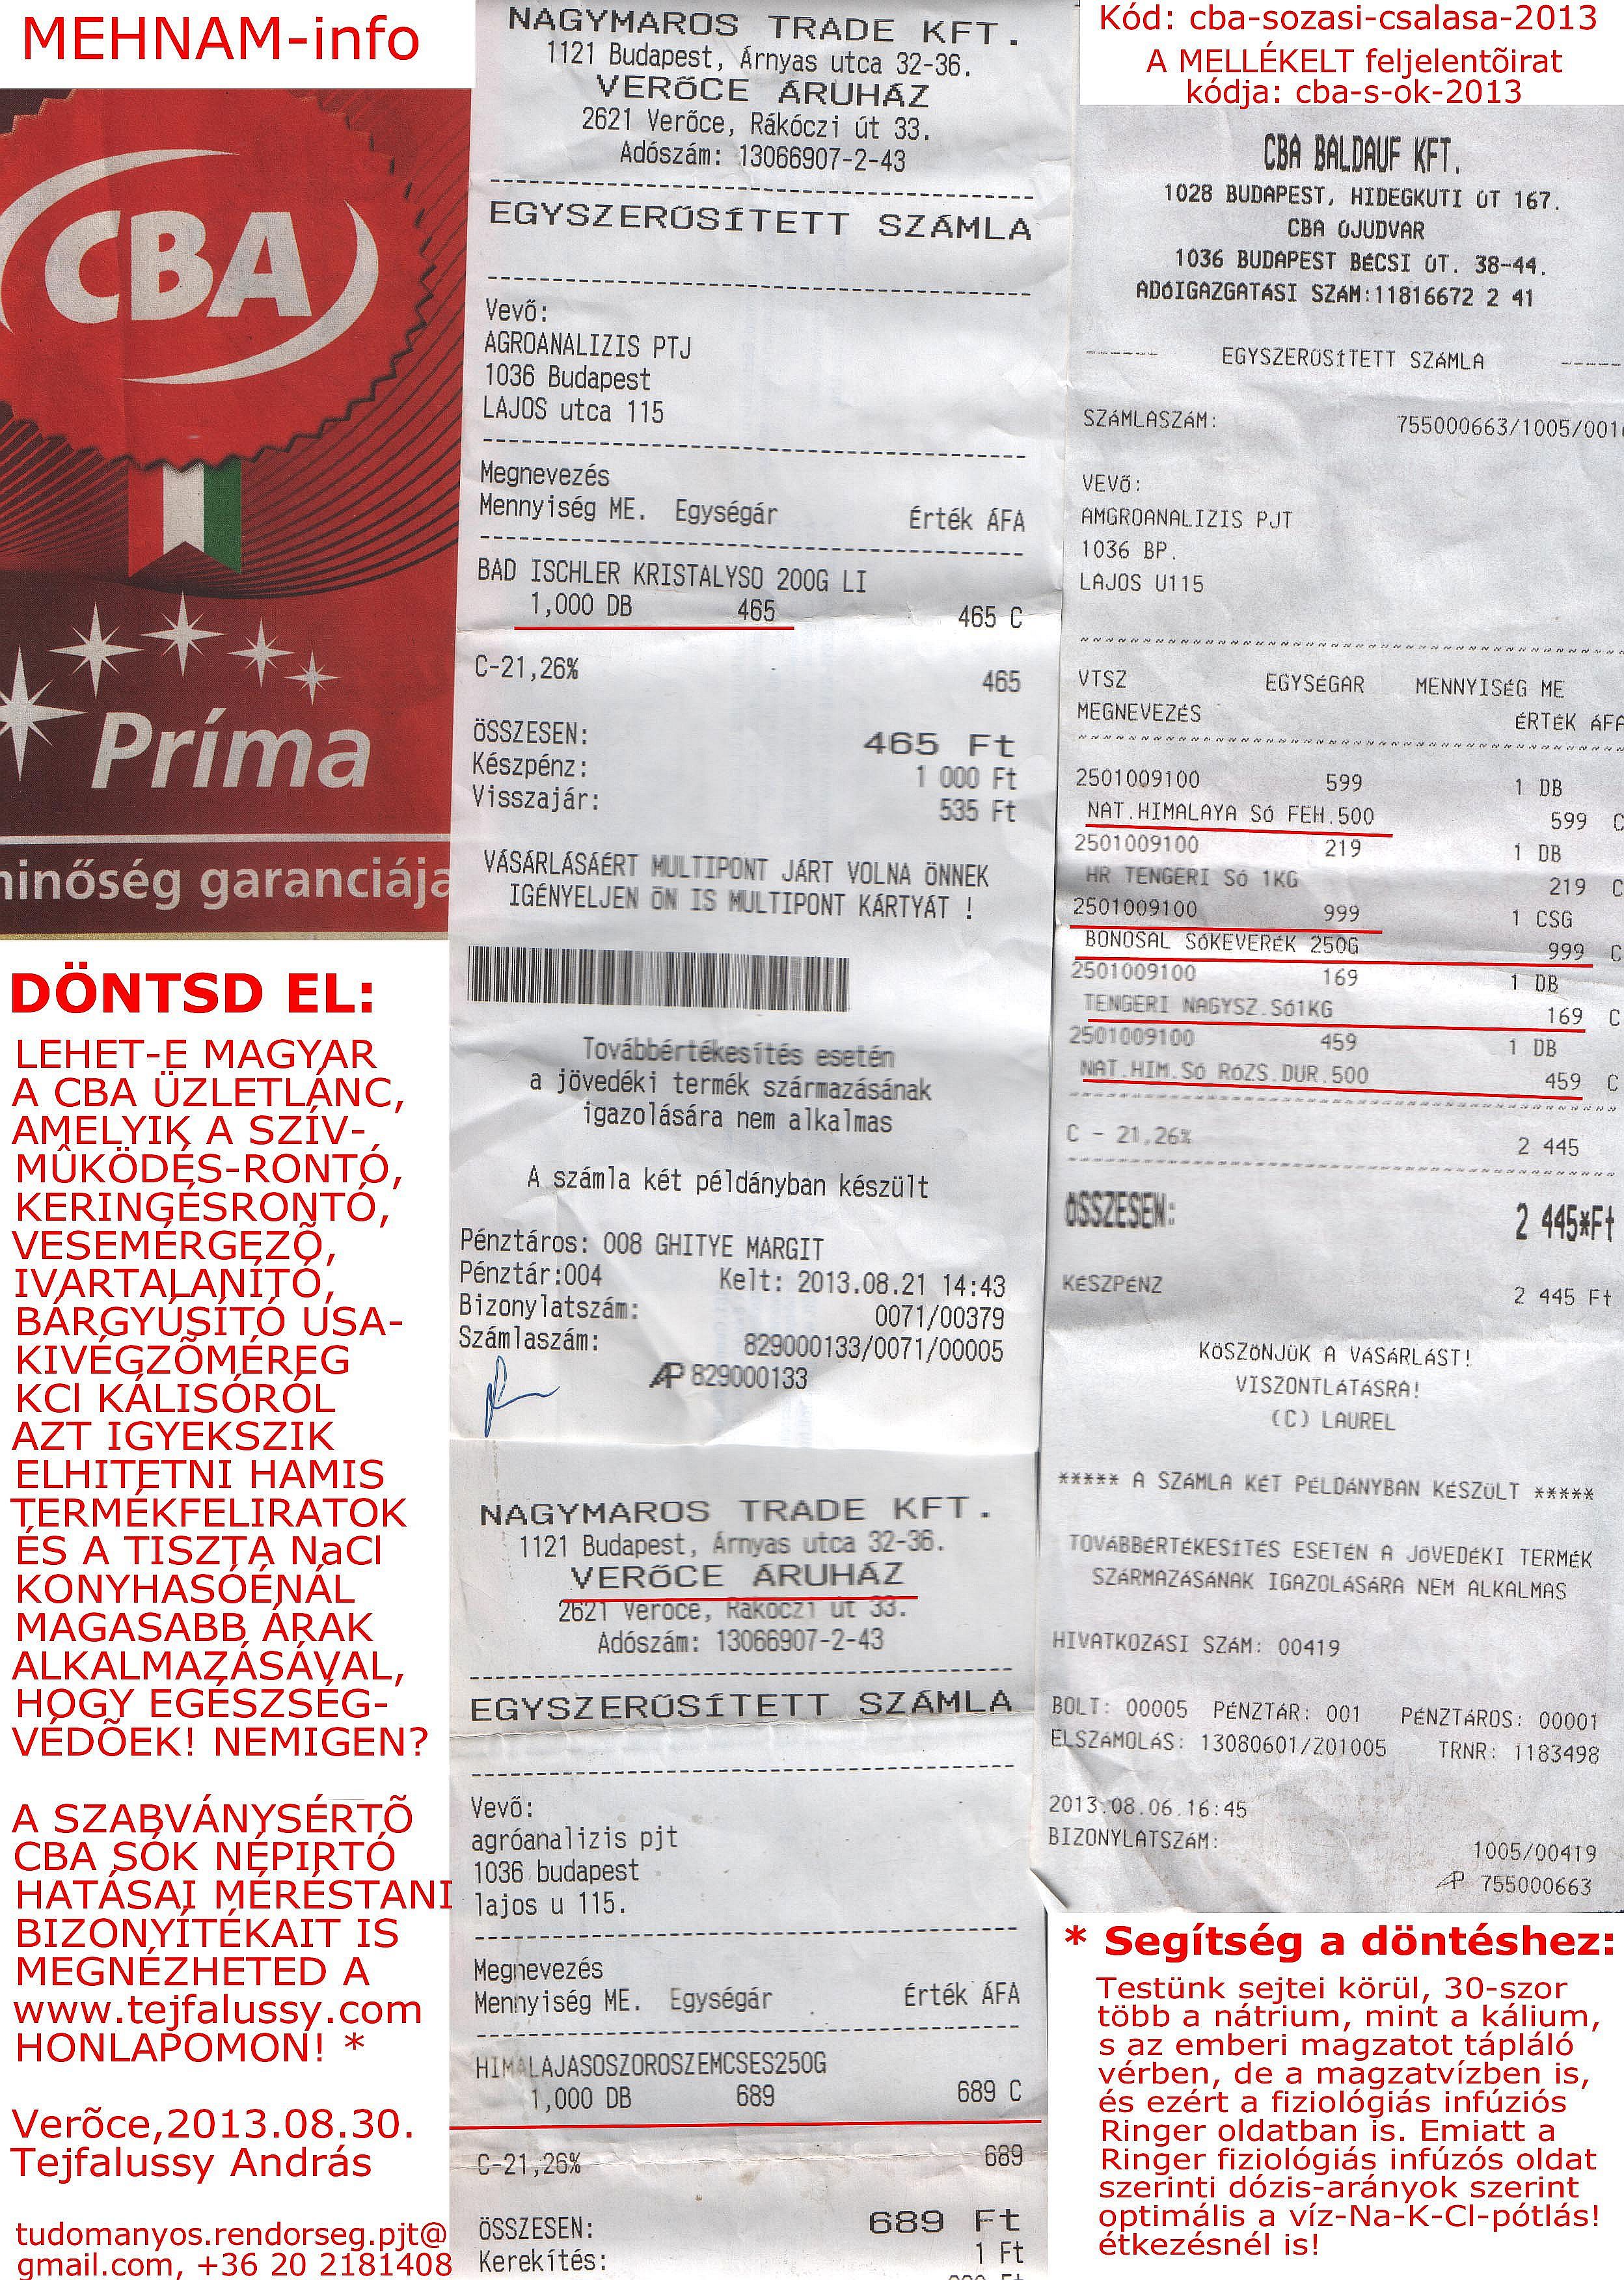 MEHNAM-info
CBA
Príma
minőség garanciája
DÖNTSD EL:
LEHET-E MAGYAR
A CBA ÜZLETLÁNC,
AMELYIK A SZÍV-
MÛKÖDÉS-RONTÓ,
KERINGÉSRONTÓ,
VESEMÉRGEZÕ,
IVARTALANÍTÓ,
BÁRGYÚSÍTÓ USA-
KIVÉGZÕMÉREG
KCl KÁLISÓRÓL
AZT IGYEKSZIK
ELHITETNI HAMIS
TERMÉKFELIRATOK
ÉS A TISZTA NaCl
KONYHASÓÉNÁL
MAGASABB ÁRAK
ALKALMAZÁSÁVAL,
HOGY EGÉSZSÉG-
VÉDÕEK! NEMIGEN?
A SZABVÁNYSÉRTÕ
CBA SÓK NÉPIRTÓ
HATÁSAI MÉRÉSTANI
BIZONYÍTÉKAIT IS
MEGNÉZHETED A
www.tejfalussy.com
HONLAPOMON! *
Verõce,2013.08.30.
Tejfalussy András
tudomanyos.rendorseg.pjt@
gmail.com, +36 20 2181408
NAGYMAROS TRADE KFT.
1121 Budapest, Árnyas utca 32-36.
VERŐCE ÁRUHÁZ
2621 Verőce, Rákóczi út 33.
Adószám: 13066907-2-43
EGYSZERŰSÍTETT SZÁMLA
Vevő:
AGROANALIZIS PTJ
1036 Budapest
LAJOS utca 115
Megnevezés
Mennyiség ME. Egységár Érték ÁFA
BAD ISCHLER KRISTALYSO 200G LI
1,000 DB 465 465 C
C-21,26% 465
ÖSSZESEN: 465 Ft
Készpénz: 1 000 Ft
Visszajár: 535 Ft
VÁSÁRLÁSÁÉRT MULTIPONT JÁRT VOLNA ÖNNEK
IGÉNYELJEN ÖN IS MULTIPONT KÁRTYÁT !
Továbbértékesítés esetén
a jövedéki termék származásának
igazolására nem alkalmas
A számla két példányban készült
Pénztáros: 008 GHITYE MARGIT
Pénztár:004 Kelt: 2013.08.21 14:43
Bizonylatszám: 0071/00379
Számlaszám: 829000133/0071/00005
AP 829000133
NAGYMAROS TRADE KFT.
1121 Budapest, Árnyas utca 32-36.
VERŐCE ÁRUHÁZ
2621 Verőce, Rákóczi út 33.
Adószám: 13066907-2-43
EGYSZERŰSÍTETT SZÁMLA
Vevő:
agróanalizis pjt
1036 budapest
lajos u 115.
Megnevezés
Mennyiség ME. Egységár Érték ÁFA
HIMALAJASOSZOROSZEMCSES250G
1,000 DB 689 689 C
C-21,26% 689
ÖSSZESEN: 689 Ft
Kerekítés: 1 Ft
Kód: cba-sozasi-csalasa-2013
A MELLÉKELT feljelentõirat
kódja: cba-s-ok-2013
CBA BALDAUF KFT.
1028 BUDAPEST, HIDEGKUTI ÚT 167.
CBA ÚJUDVAR
1036 BUDAPEST BÉCSI ÚT. 38-44.
ADÓIGAZGATÁSI SZÁM:11816672 2 41
------ EGYSZERŰSÍTETT SZÁMLA -----
SZÁMLASZÁM: 755000663/1005/001
VEVŐ:
AMGROANALIZIS PJT
1036 BP.
LAJOS U115
VTSZ EGYSÉGAR MENNYISÉG ME
MEGNEVEZÉS ÉRTÉK ÁFA
2501009100 599 1 DB
NAT.HIMALAYA SÓ FEH.500 599 C
2501009100 219 1 DB
HR TENGERI SÓ 1KG 219 C
2501009100 999 1 CSG
BONOSAL SÓKEVERÉK 250G 999 C
2501009100 169 1 DB
TENGERI NAGYSZ.SÓ1KG 169 C
2501009100 459 1 DB
NAT.HIM.SÓ RÓZS.DUR.500 459 C
C - 21,26% 2 445
ÖSSZESEN: 2 445*Ft
KÉSZPÉNZ 2 445 Ft
KÖSZÖNJÜK A VÁSÁRLÁST!
VISZONTLÁTÁSRA!
(C) LAUREL
***** A SZÁMLA KÉT PÉLDÁNYBAN KÉSZÜLT *****
TOVÁBBÉRTÉKESÍTÉS ESETÉN A JÖVEDÉKI TERMÉK
SZÁRMAZÁSÁNAK IGAZOLÁSÁRA NEM ALKALMAS
HIVATKOZÁSI SZÁM: 00419
BOLT: 00005 PÉNZTÁR: 001 PÉNZTÁROS: 00001
ELSZÁMOLÁS: 13080601/Z01005 TRNR: 1183498
2013.08.06.16:45
BIZONYLATSZÁM: 1005/00419
AP 755000663
* Segítség a döntéshez:
Testünk sejtei körül, 30-szor
több a nátrium, mint a kálium,
s az emberi magzatot tápláló
vérben, de a magzatvízben is,
és ezért a fiziológiás infúziós
Ringer oldatban is. Emiatt a
Ringer fiziológiás infúzós oldat
szerinti dózis-arányok szerint
optimális a víz-Na-K-Cl-pótlás!
étkezésnél is!